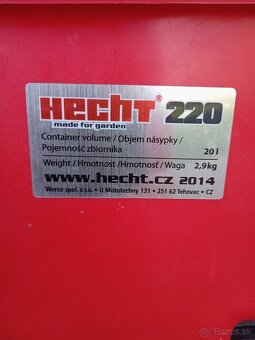 HECHT® 220
made for garden
Container volume / Objem násypky /
Pojemność zbiornika 20 l
Weight / Hmotnost /Hmotnosť / Waga 2,9kg
www.hecht.cz 2014
Werco spol. s r.o. • U Mototechny 131 • 251 62 Tehovec • CZ
bazos.sk